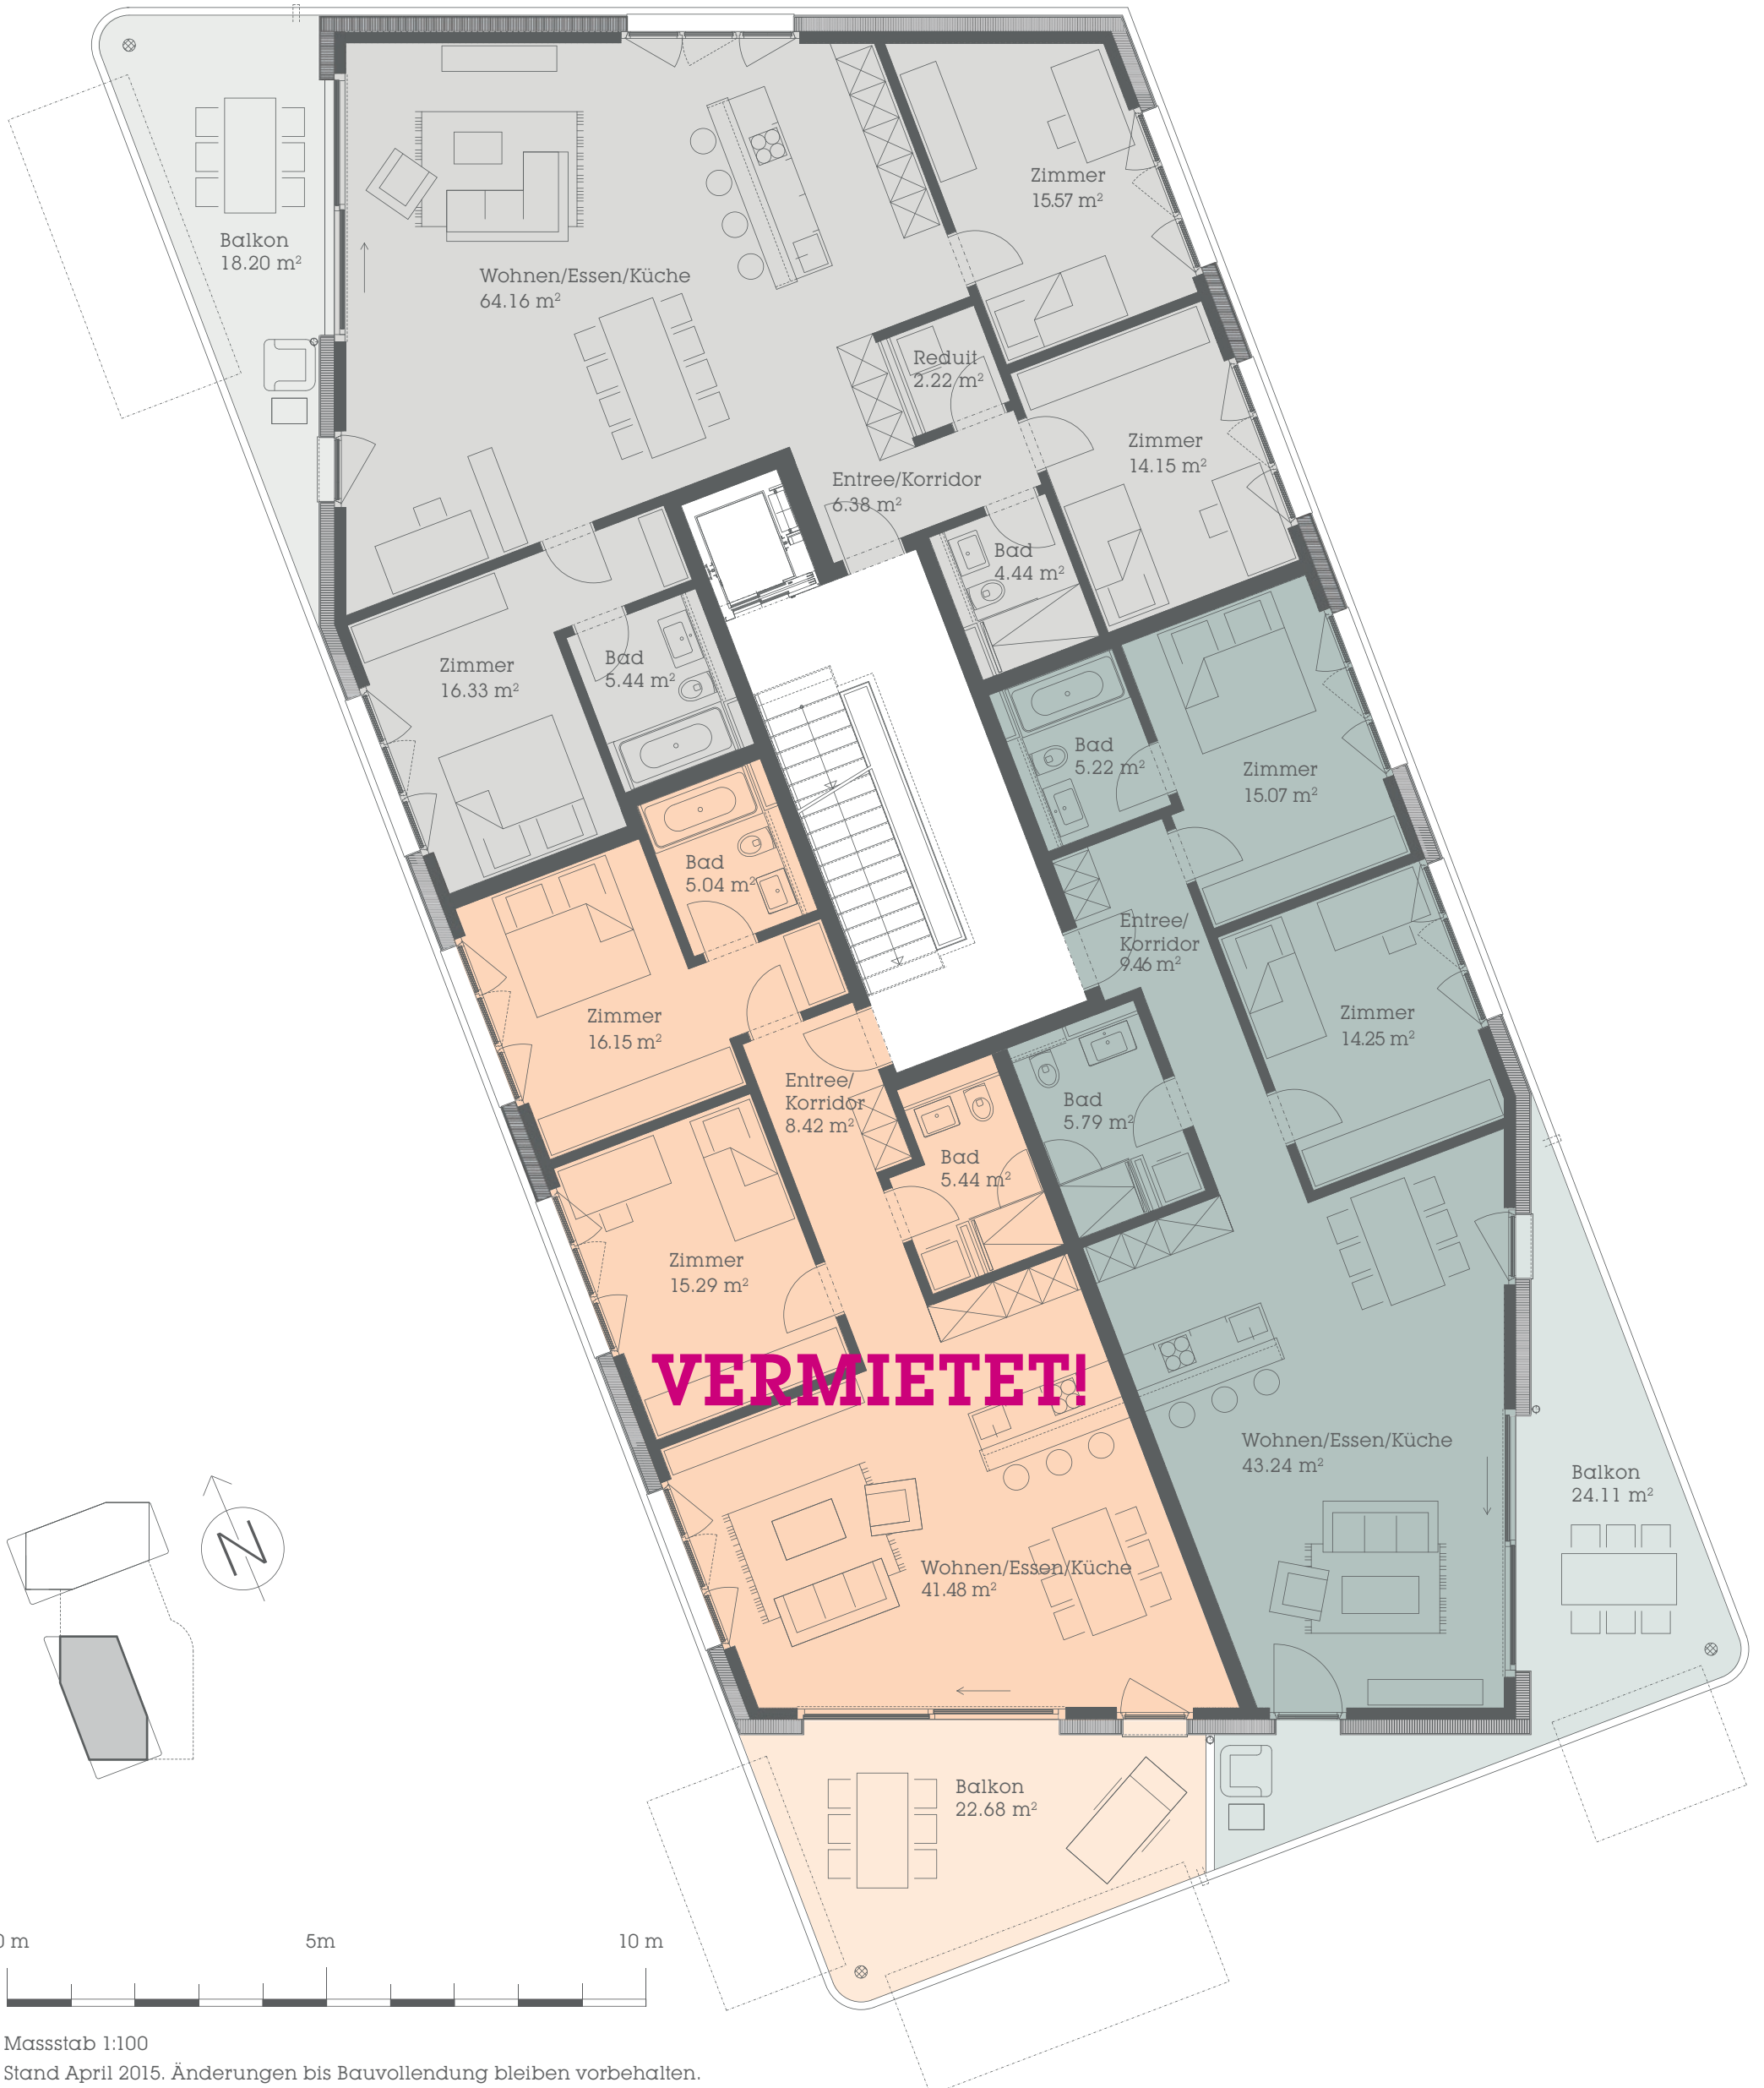 Balkon
18.20 m²
Wohnen/Essen/Küche
64.16 m²
Zimmer
15.57 m²
Reduit
2.22 m²
Zimmer
14.15 m²
Entree/Korridor
6.38 m²
Bad
4.44 m²
Zimmer
16.33 m²
Bad
5.44 m²
Bad
5.22 m²
Zimmer
15.07 m²
Bad
5.04 m²
Entree/
Korridor
9.46 m²
Zimmer
16.15 m²
Zimmer
14.25 m²
Entree/
Korridor
8.42 m²
Bad
5.79 m²
Bad
5.44 m²
Zimmer
15.29 m²
VERMIETET!
Wohnen/Essen/Küche
43.24 m²
Balkon
24.11 m²
N
Wohnen/Essen/Küche
41.48 m²
Balkon
22.68 m²
0 m 5m 10 m
Massstab 1:100
Stand April 2015. Änderungen bis Bauvollendung bleiben vorbehalten.